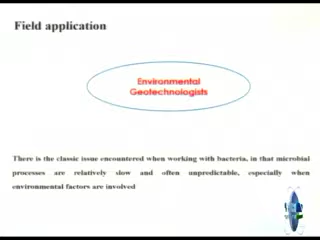 Field application
Environmental
Geotechnologists
There is the classic issue encountered when working with bacteria, in that microbial
processes are relatively slow and often unpredictable, especially when
environmental factors are involved